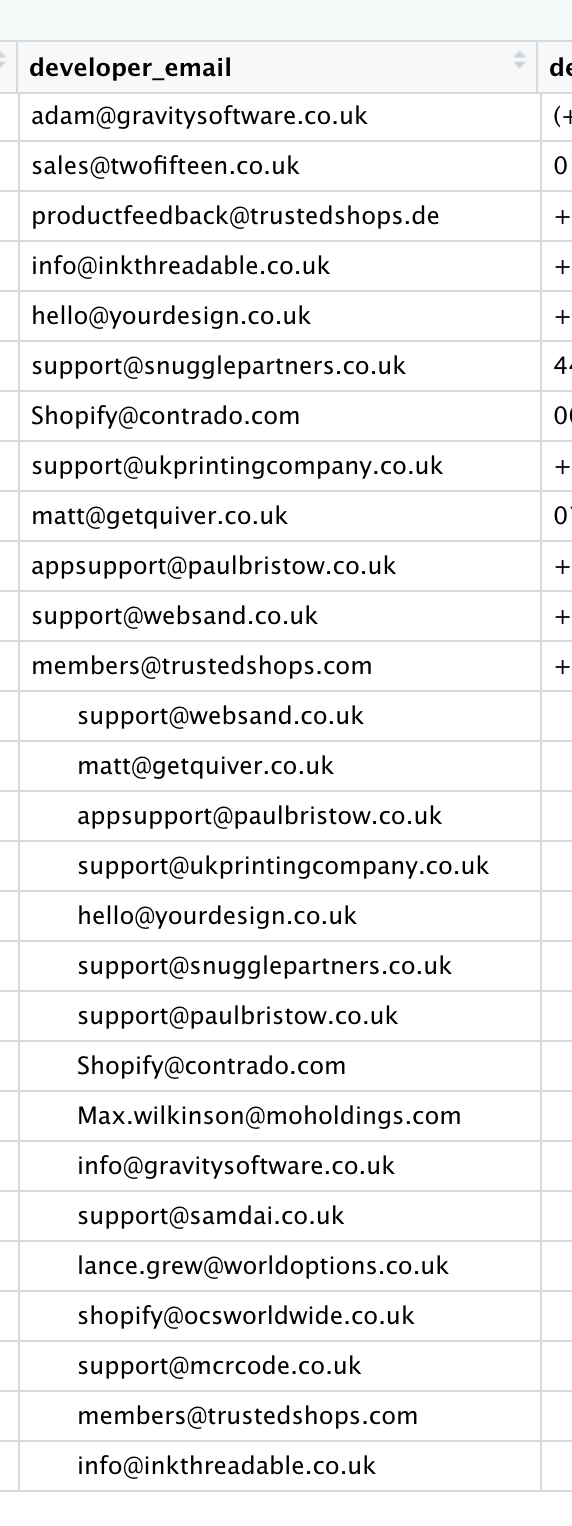 developer_email de
adam@gravitysoftware.co.uk (+
sales@twofifteen.co.uk 0
productfeedback@trustedshops.de +
info@inkthreadable.co.uk +
hello@yourdesign.co.uk +
support@snugglepartners.co.uk 44
Shopify@contrado.com 00
support@ukprintingcompany.co.uk +
matt@getquiver.co.uk 07
appsupport@paulbristow.co.uk +
support@websand.co.uk +
members@trustedshops.com +
support@websand.co.uk
matt@getquiver.co.uk
appsupport@paulbristow.co.uk
support@ukprintingcompany.co.uk
hello@yourdesign.co.uk
support@snugglepartners.co.uk
support@paulbristow.co.uk
Shopify@contrado.com
Max.wilkinson@moholdings.com
info@gravitysoftware.co.uk
support@samdai.co.uk
lance.grew@worldoptions.co.uk
shopify@ocsworldwide.co.uk
support@mcrcode.co.uk
members@trustedshops.com
info@inkthreadable.co.uk